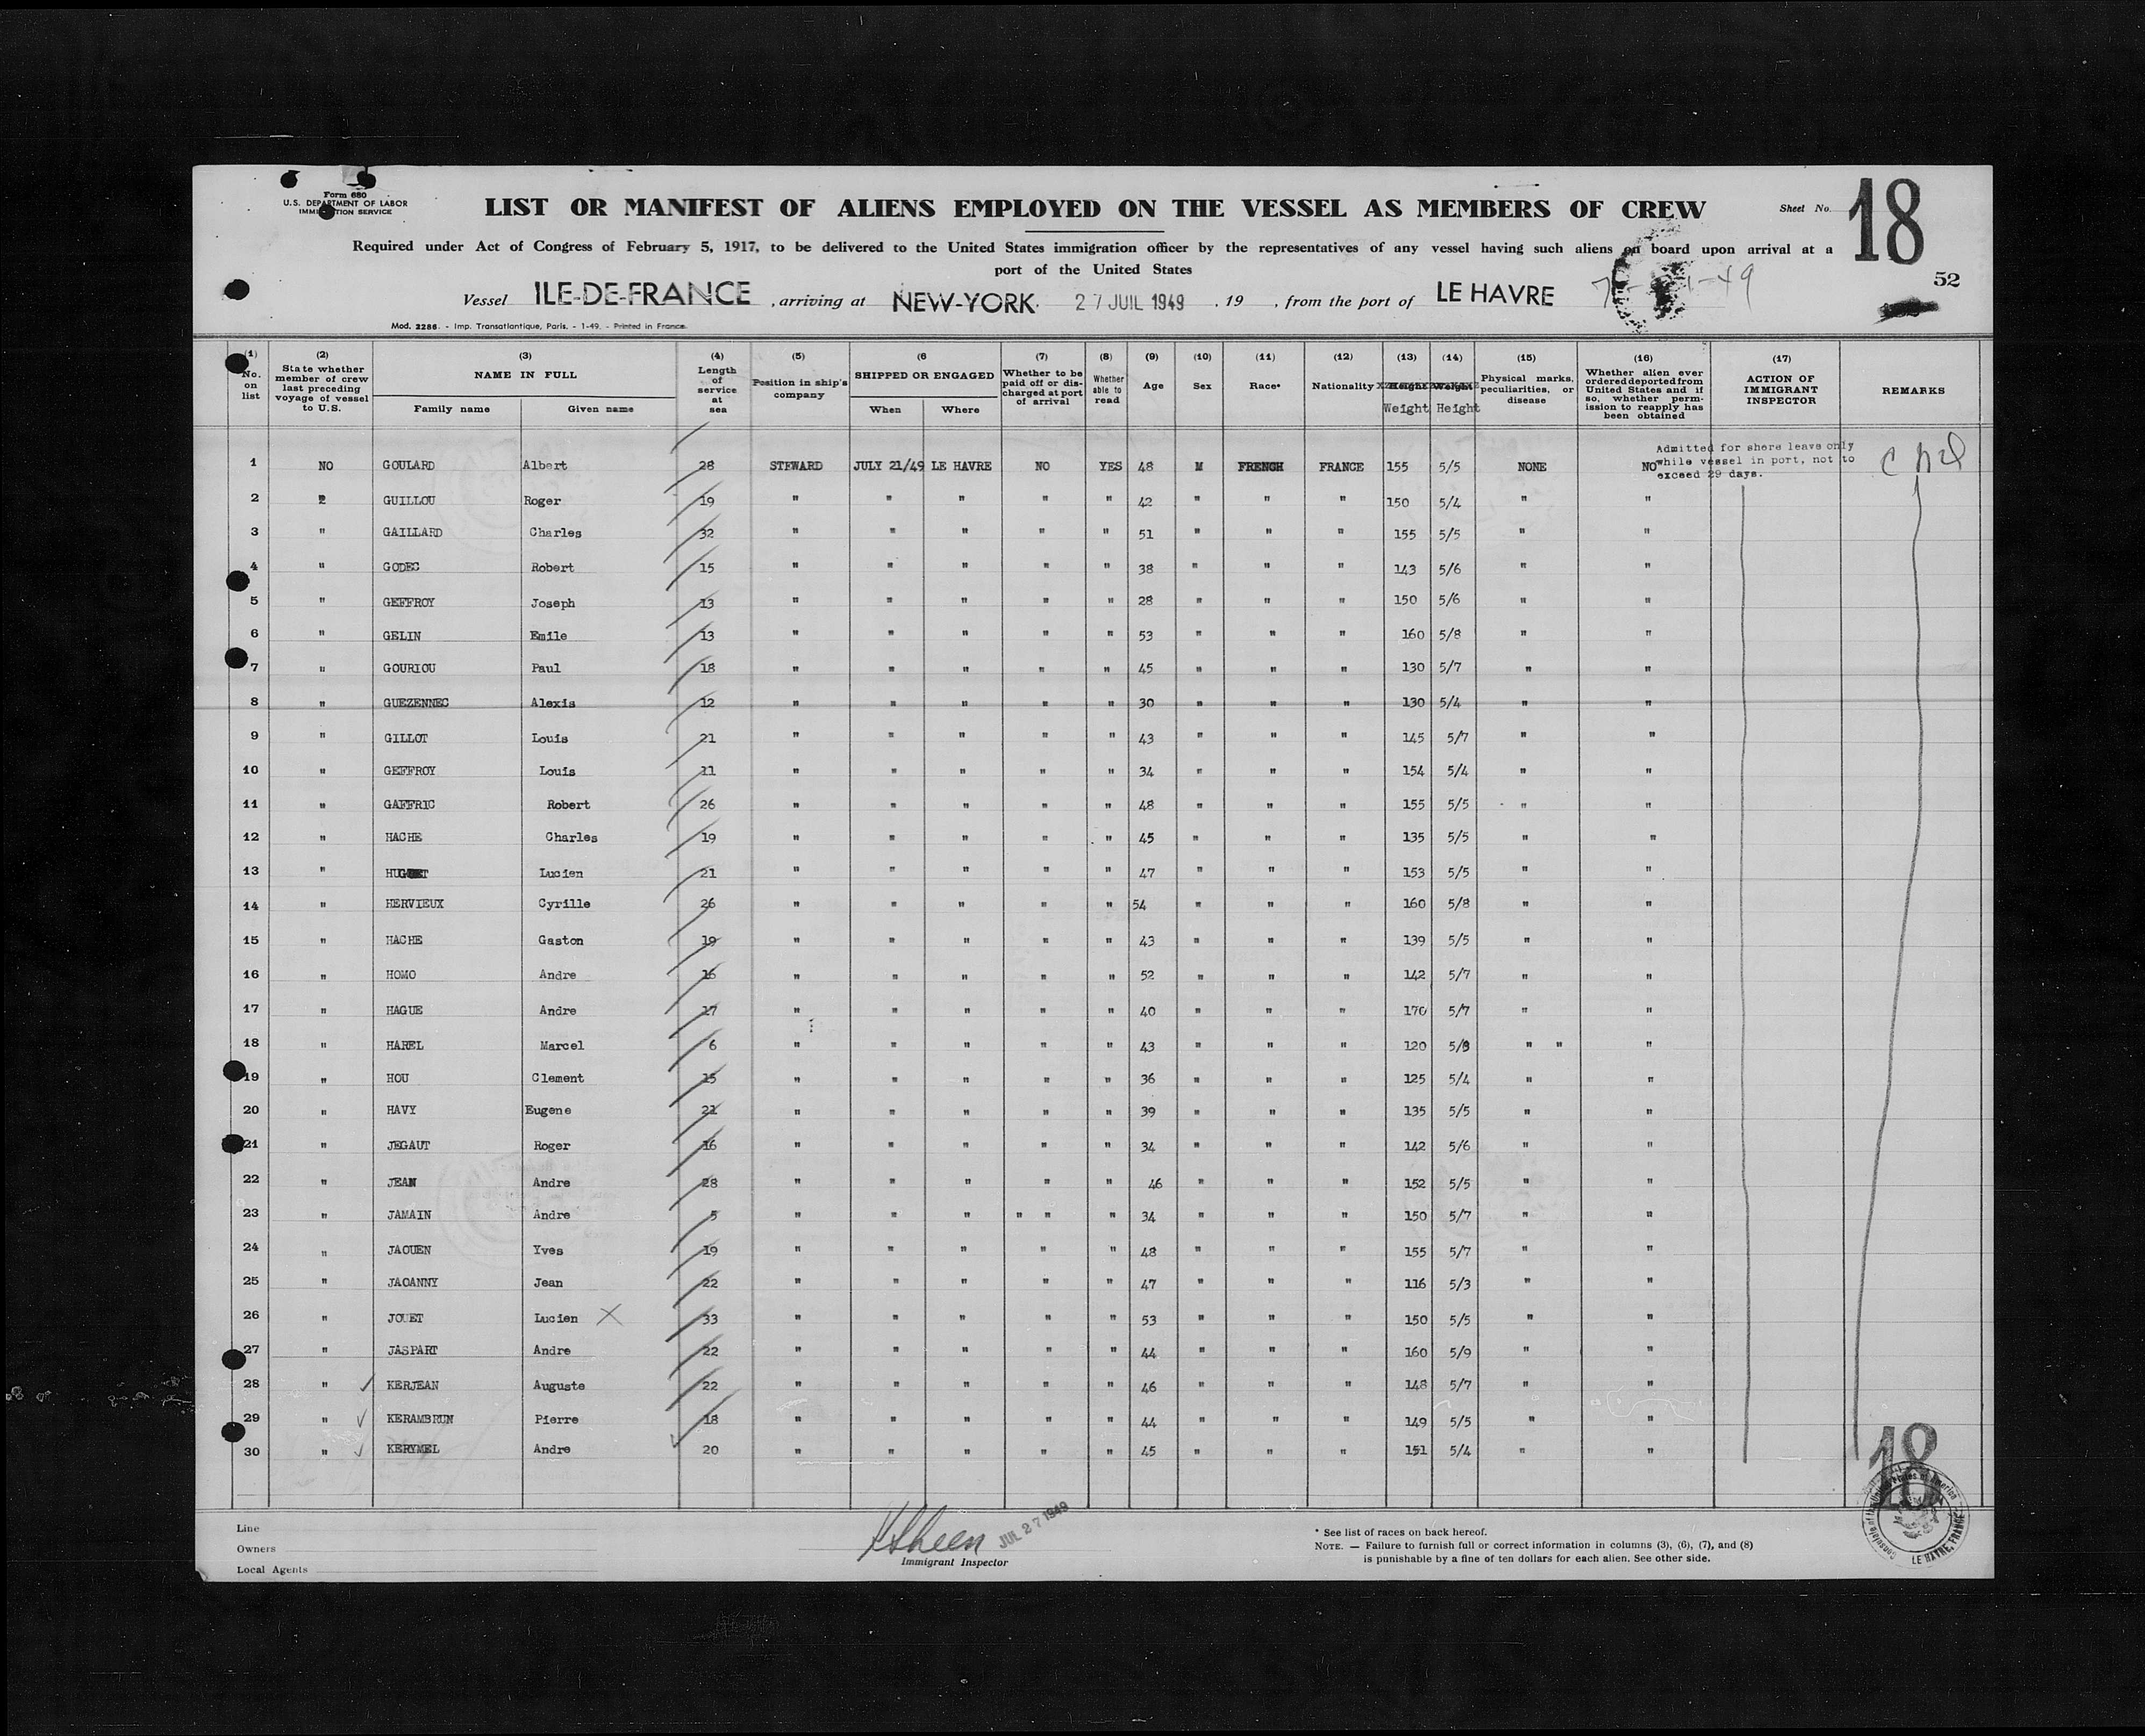 Form 680
U.S. DEPARTMENT OF LABOR
IMMIGRATION SERVICE
LIST OR MANIFEST OF ALIENS EMPLOYED ON THE VESSEL AS MEMBERS OF CREW
Sheet No. 18
Required under Act of Congress of February 5, 1917, to be delivered to the United States immigration officer by the representatives of any vessel having such aliens on board upon arrival at a
port of the United States
52
Vessel ILE-DE-FRANCE , arriving at NEW-YORK. 27 JUIL 1949 , 19 , from the port of LE HAVRE
Mod. 2286. - Imp. Transatlantique, Paris. - 1-49. - Printed in France.
(1) No. on list (2) State whether member of crew last preceding voyage of vessel to U.S. (3) NAME IN FULL Family name Given name (4) Length of service at sea (5) Position in ship's company (6 SHIPPED OR ENGAGED When Where (7) Whether to be paid off or discharged at port of arrival (8) Whether able to read (9) Age (10) Sex (11) Race* (12) Nationality (13) Weight (14) Height (15) Physical marks, peculiarities, or disease (16) Whether alien ever ordered deported from United States and if so, whether permission to reapply has been obtained (17) ACTION OF IMMIGRANT INSPECTOR REMARKS
Admitted for shore leave only
while vessel in port, not to
exceed 29 days.
1 NO GOULARD Albert 28 STEWARD JULY 21/49 LE HAVRE NO YES 48 M FRENCH FRANCE 155 5/5 NONE NO
2 " GUILLOU Roger 19 " " " " " 42 " " " 150 5/4 " "
3 " GAILLARD Charles 32 " " " " " 51 " " " 155 5/5 " "
4 " GODEC Robert 15 " " " " " 38 " " " 143 5/6 " "
5 " GEFFROY Joseph 13 " " " " " 28 " " " 150 5/6 " "
6 " GELIN Emile 13 " " " " " 53 " " " 160 5/8 " "
7 " GOURIOU Paul 18 " " " " " 45 " " " 130 5/7 " "
8 " GUEZENNEC Alexis 12 " " " " " 30 " " " 130 5/4 " "
9 " GILLOT Louis 21 " " " " " 43 " " " 145 5/7 " "
10 " GEFFROY Louis 11 " " " " " 34 " " " 154 5/4 " "
11 " GAFFRIC Robert 26 " " " " " 48 " " " 155 5/5 " "
12 " HACHE Charles 19 " " " " " 45 " " " 135 5/5 " "
13 " Lucien 21 " " " " " 47 " " " 153 5/5 " "
14 " HERVIEUX Cyrille 26 " " " " " 54 " " " 160 5/8 " "
15 " HACHE Gaston 19 " " " " " 43 " " " 139 5/5 " "
16 " HOMO Andre 16 " " " " " 52 " " " 142 5/7 " "
17 " HAGUE Andre 17 " " " " " 40 " " " 170 5/7 " "
18 " HAREL Marcel 6 " " " " " 43 " " " 120 5/8 " " "
19 " HOU Clement 15 " " " " " 36 " " " 125 5/4 " "
20 " HAVY Eugene 21 " " " " " 39 " " " 135 5/5 " "
21 " JEGAUT Roger 16 " " " " " 34 " " " 142 5/6 " "
22 " JEAN Andre 28 " " " " " 46 " " " 152 5/5 " "
23 " JAMAIN Andre 5 " " " " " " 34 " " " 150 5/7 " "
24 " JAOUEN Yves 19 " " " " " 48 " " " 155 5/7 " "
25 " JAOANNY Jean 22 " " " " " 47 " " " 116 5/3 " "
26 " JOUET Lucien X 33 " " " " " 53 " " " 150 5/5 " "
27 " JASPART Andre 22 " " " " " 44 " " " 160 5/9 " "
28 " ✓ KERJEAN Auguste 22 " " " " " 46 " " " 148 5/7 " "
29 " ✓ KERAMBRUN Pierre 18 " " " " " 44 " " " 149 5/5 " "
30 " ✓ KERYMEL Andre 20 " " " " " 45 " " " 151 5/4 " "
18
Line
Owners
Local Agents
JUL 27 1949
Immigrant Inspector
* See list of races on back hereof.
NOTE. — Failure to furnish full or correct information in columns (3), (6), (7), and (8)
is punishable by a fine of ten dollars for each alien. See other side.
LE HAVRE, FRANCE